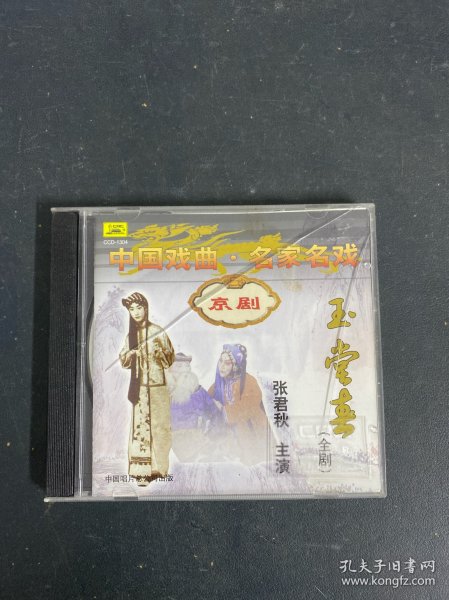 CCD-1304
中国戏曲·名家名戏
京剧
玉堂春
(全剧)
张君秋 主演
中国唱片总公司出版
孔夫子旧书网
www.kongfz.com